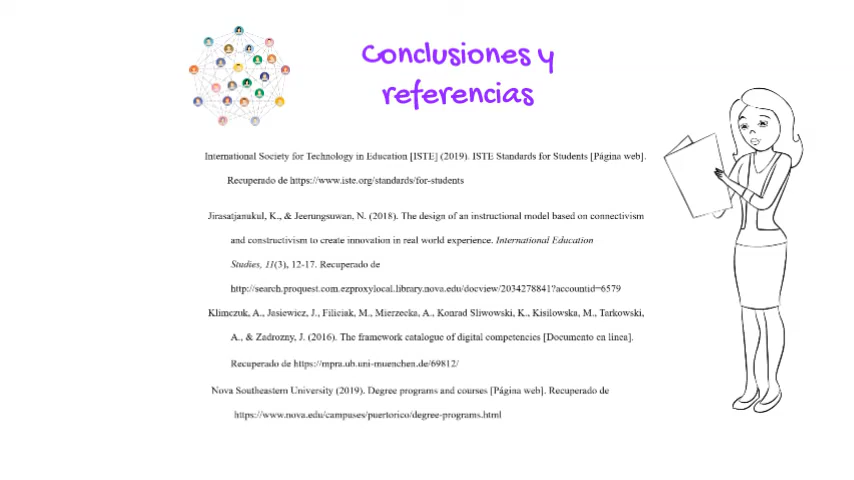 Conclusiones y
referencias
International Society for Technology in Education [ISTE] (2019). ISTE Standards for Students [Página web].
Recuperado de https://www.iste.org/standards/for-students
Jirasatjanukul, K., & Jeerungsuwan, N. (2018). The design of an instructional model based on connectivism
and constructivism to create innovation in real world experience. International Education
Studies, 11(3), 12-17. Recuperado de
http://search.proquest.com.ezproxylocal.library.nova.edu/docview/2034278841?accountid=6579
Klimczuk, A., Jasiewicz, J., Filiciak, M., Mierzecka, A., Konrad Sliwowski, K., Kisilowska, M., Tarkowski,
A., & Zadrozny, J. (2016). The framework catalogue of digital competencies [Documento en línea].
Recuperado de https://mpra.ub.uni-muenchen.de/69812/
Nova Southeastern University (2019). Degree programs and courses [Página web]. Recuperado de
https://www.nova.edu/campuses/puertorico/degree-programs.html